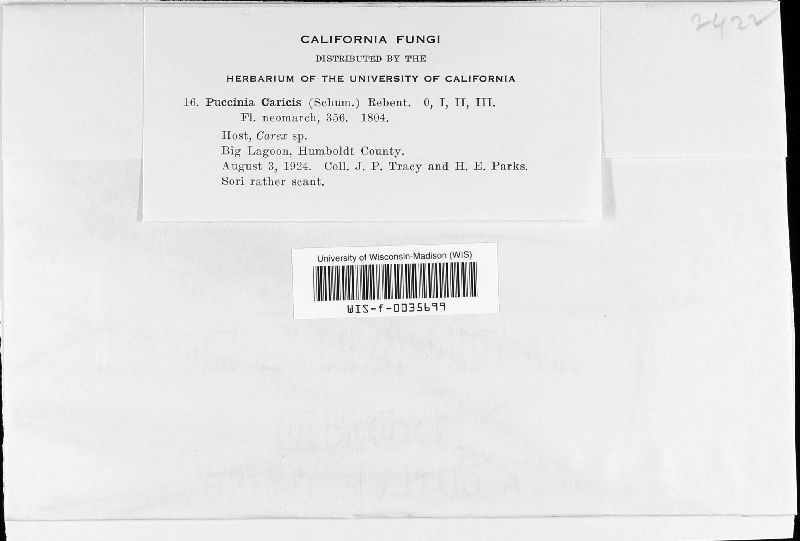 2422
CALIFORNIA FUNGI
DISTRIBUTED BY THE
HERBARIUM OF THE UNIVERSITY OF CALIFORNIA
16. Puccinia Caricis (Schum.) Rebent. 0, I, II, III.
Fl. neomarch, 356. 1804.
Host, Carex sp.
Big Lagoon, Humboldt County.
August 3, 1924. Coll. J. P. Tracy and H. E. Parks.
Sori rather scant.
University of Wisconsin-Madison (WIS)
WIS-f-0035699